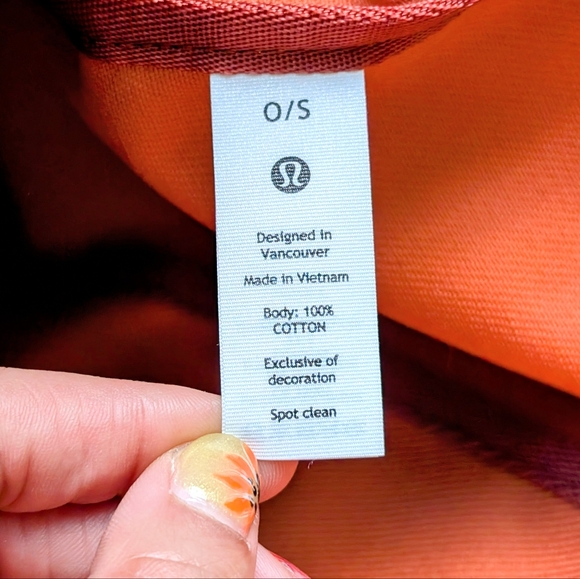 O/S
Designed in
Vancouver
Made in Vietnam
Body: 100%
COTTON
Exclusive of
decoration
Spot clean